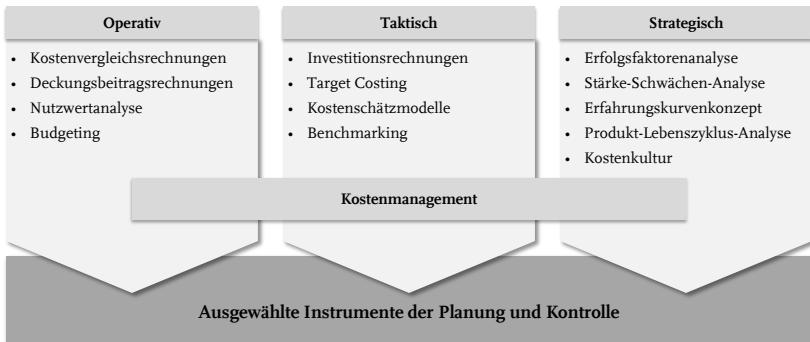 Operativ
• Kostenvergleichsrechnungen
• Deckungsbeitragsrechnungen
• Nutzwertanalyse
• Budgeting
Taktisch
• Investitionsrechnungen
• Target Costing
• Kostenschätzmodelle
• Benchmarking
Strategisch
• Erfolgsfaktorenanalyse
• Stärke-Schwächen-Analyse
• Erfahrungskurvenkonzept
• Produkt-Lebenszyklus-Analyse
• Kostenkultur
Kostenmanagement
Ausgewählte Instrumente der Planung und Kontrolle